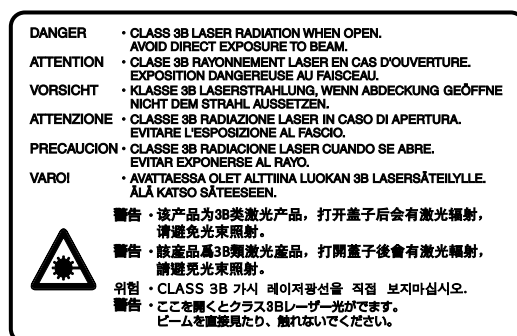 DANGER · CLASS 3B LASER RADIATION WHEN OPEN.
AVOID DIRECT EXPOSURE TO BEAM.
ATTENTION · CLASE 3B RAYONNEMENT LASER EN CAS D'OUVERTURE.
EXPOSITION DANGEREUSE AU FAISCEAU.
VORSICHT · KLASSE 3B LASERSTRAHLUNG, WENN ABDECKUNG GEÖFFNE
NICHT DEM STRAHL AUSSETZEN.
ATTENZIONE · CLASSE 3B RADIAZIONE LASER IN CASO DI APERTURA.
EVITARE L'ESPOSIZIONE AL FASCIO.
PRECAUCION · CLASSE 3B RADIACIONE LASER CUANDO SE ABRE.
EVITAR EXPONERSE AL RAYO.
VAROI · AVATTAESSA OLET ALTTIINA LUOKAN 3B LASERSÄTEILYLLE.
ÄLÄ KATSO SÄTEESEEN.
警告 · 该产品为3B类激光产品，打开盖子后会有激光辐射，
请避免光束照射。
警告 · 該産品爲3B類激光産品，打開蓋子後會有激光輻射，
請避免光束照射。
위험 · CLASS 3B 가시 레이저광선을 직접 보지마십시오.
警告 · ここを開くとクラス3Bレーザー光がでます。
ビームを直接見たり、触れないでください。